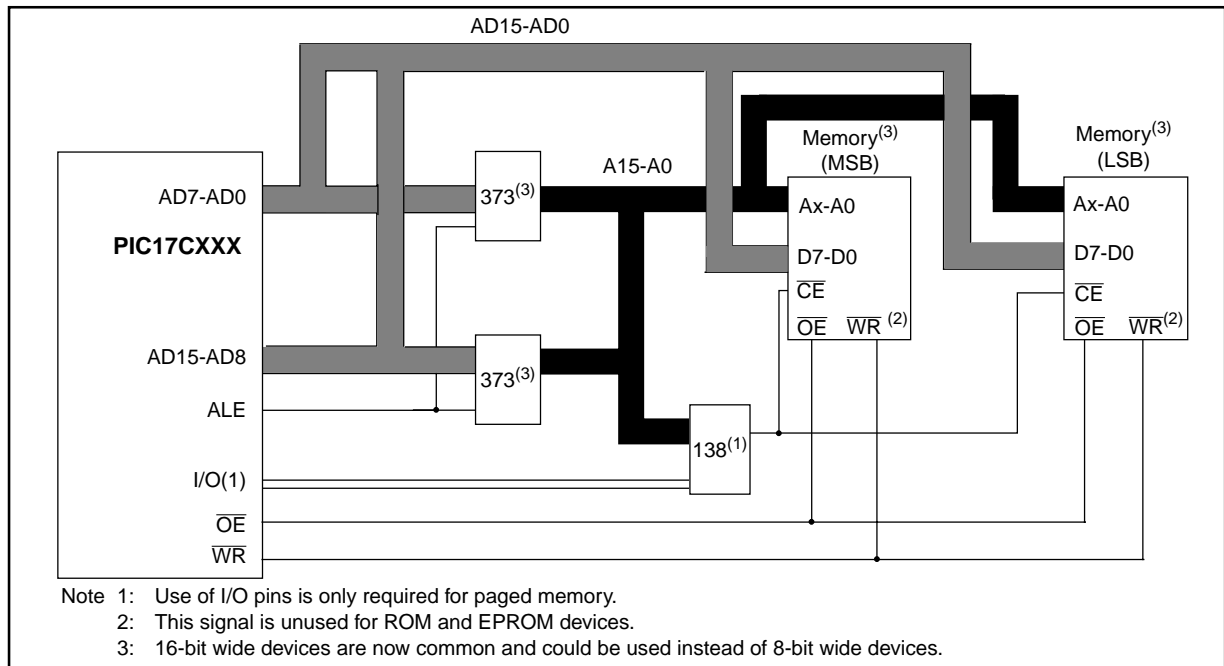 AD15-AD0
Memory(3)
(MSB)
Memory(3)
(LSB)
A15-A0
AD7-AD0
373(3)
Ax-A0
Ax-A0
PIC17CXXX
D7-D0
D7-D0
CE
CE
OE WR(2)
OE WR(2)
AD15-AD8
373(3)
ALE
138(1)
I/O(1)
OE
WR
Note 1: Use of I/O pins is only required for paged memory.
2: This signal is unused for ROM and EPROM devices.
3: 16-bit wide devices are now common and could be used instead of 8-bit wide devices.